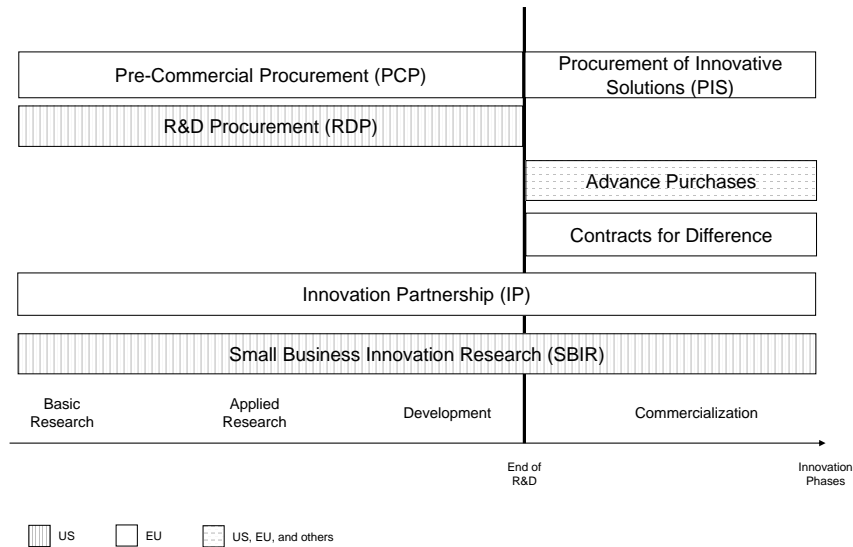 Pre-Commercial Procurement (PCP)
Procurement of Innovative
Solutions (PIS)
R&D Procurement (RDP)
Advance Purchases
Contracts for Difference
Innovation Partnership (IP)
Small Business Innovation Research (SBIR)
Basic
Research
Applied
Research
Development
Commercialization
End of
R&D
Innovation
Phases
US
EU
US, EU, and others